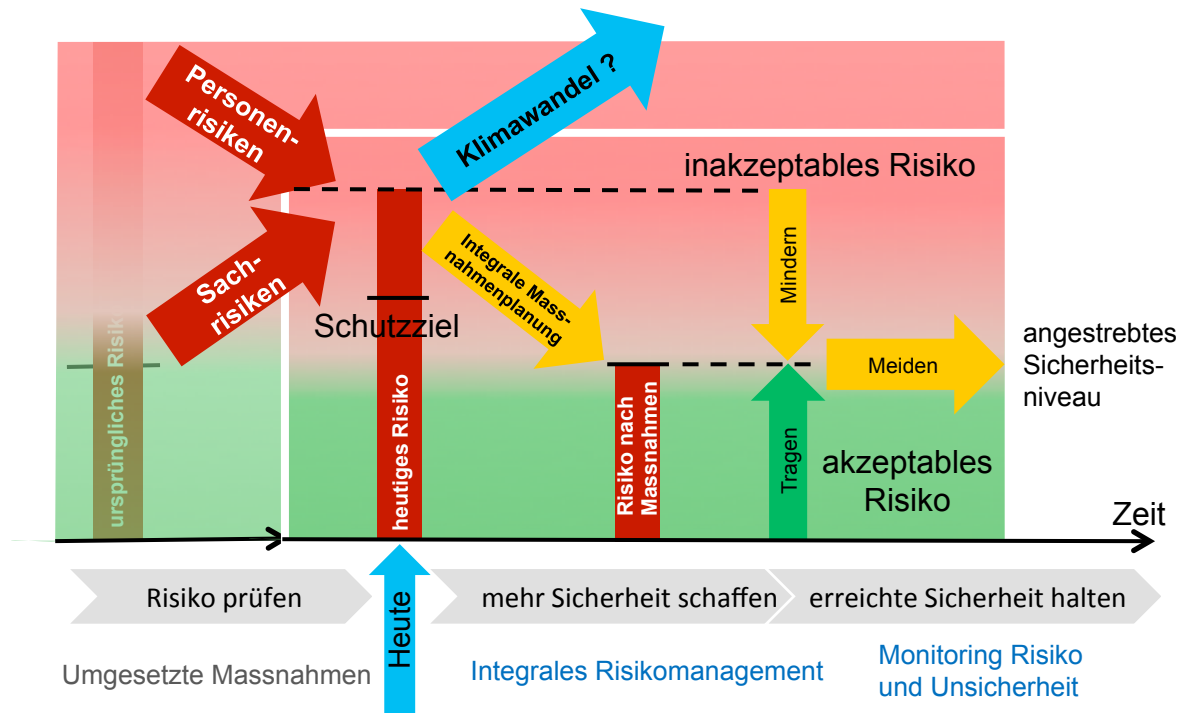 Personen-
risiken
Klimawandel ?
inakzeptables Risiko
Sach-
risiken
Integrale Mass-
nahmenplanung
Mindern
Schutzziel
ursprüngliches Risiko
heutiges Risiko
Risiko nach
Massnahmen
Meiden
angestrebtes
Sicherheits-
niveau
Tragen
akzeptables
Risiko
Zeit
Risiko prüfen
Heute
mehr Sicherheit schaffen
erreichte Sicherheit halten
Umgesetzte Massnahmen
Integrales Risikomanagement
Monitoring Risiko
und Unsicherheit